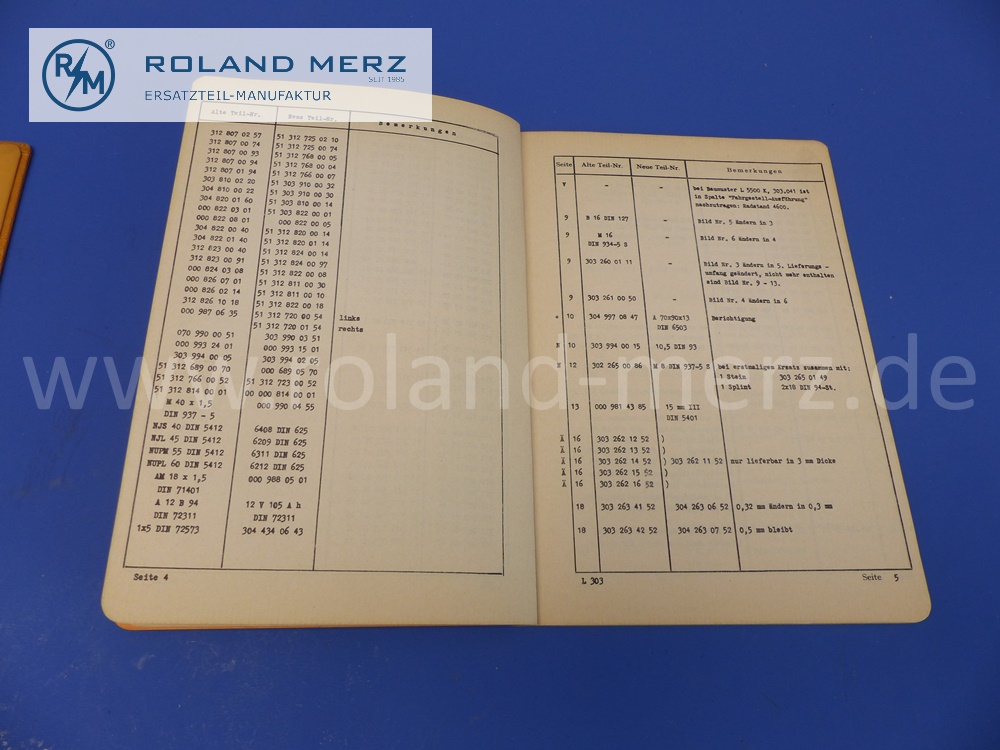 ROLAND MERZ
SEIT 1985
ERSATZTEIL-MANUFAKTUR
R M ®
www.roland-merz.de
Alte Teil-Nr. Neue Teil-Nr. Bemerkungen
312 807 02 57 51 312 725 02 10
312 807 00 74 51 312 725 00 74
312 807 00 93 51 312 768 00 05
312 807 00 94 51 312 768 00 04
312 807 01 94 51 312 766 00 07
303 810 02 20 51 303 910 00 32
304 810 00 22 51 303 910 00 30
304 820 01 60 51 303 810 00 14
000 822 03 01 51 303 822 00 01
000 822 08 01 000 822 00 05
304 822 00 40 51 312 820 00 14
304 822 01 40 51 312 820 01 14
312 823 00 40 51 312 824 00 14
312 823 00 91 51 312 824 00 97
000 824 03 08 51 312 822 00 08
000 826 07 01 51 312 811 00 30
000 826 02 14 51 312 811 00 10
312 826 10 18 51 312 822 00 18
000 987 06 35 51 312 720 00 54 links
51 312 720 01 54 rechts
070 990 00 51 303 990 03 51
000 993 24 01 000 993 15 01
303 994 00 05 303 994 02 05
51 312 689 00 70 000 689 05 70
51 312 766 00 52 51 312 723 00 52
51 312 814 00 01 00 000 814 00 01
M 40 x 1,5 000 990 04 55
DIN 937 - 5
NJS 40 DIN 5412 6408 DIN 625
NJL 45 DIN 5412 6209 DIN 625
NUPM 55 DIN 5412 6311 DIN 625
NUPL 60 DIN 5412 6212 DIN 625
AM 18 x 1,5 000 988 05 01
DIN 71401
A 12 B 94 12 V 105 A h
DIN 72311 DIN 72311
1x5 DIN 72573 304 434 06 43
Seite 4
Seite Alte Teil-Nr. Neue Teil-Nr. Bemerkungen
V - - bei Baumuster L 5500 K, 303.041 ist
in Spalte "Fahrgestell-Ausführung"
nachzutragen: Radstand 4600.
9 B 16 DIN 127 - Bild Nr. 5 ändern in 3
9 M 16 - Bild Nr. 6 ändern in 4
DIN 934-5 S
9 303 260 01 11 - Bild Nr. 3 ändern in 5. Lieferungs-
umfang geändert, nicht mehr enthalten
sind Bild Nr. 9 - 13.
9 303 261 00 50 - Bild Nr. 4 ändern in 6
+ 10 304 997 08 47 A 70x90x13 Berichtigung
DIN 6503
N 10 303 994 00 15 10,5 DIN 93
N 12 302 265 00 86 M 8 DIN 937-5 S bei erstmaligem Ersatz zusammen mit:
1 Stein 303 265 01 49
1 Splint 2x18 DIN 94-St.
13 000 981 43 85 15 mm III
DIN 5401
Ä 16 303 262 12 52 )
Ä 16 303 262 13 52 )
Ä 16 303 262 14 52 ) 303 262 11 52 nur lieferbar in 3 mm Dicke
Ä 16 303 262 15 52 )
Ä 16 303 262 16 52 )
18 303 263 41 52 304 263 06 52 0,32 mm ändern in 0,3 mm
18 303 263 42 52 304 263 07 52 0,5 mm bleibt
L 303 Seite 5